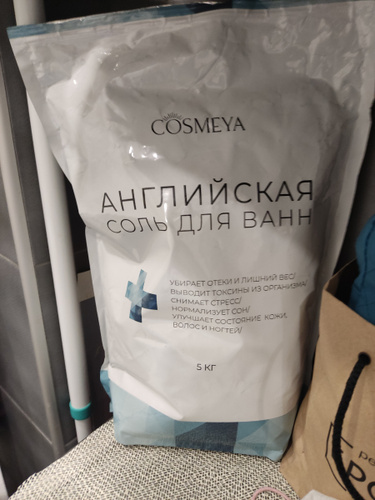 COSMEYA
АНГЛИЙСКАЯ
СОЛЬ ДЛЯ ВАНН
УБИРАЕТ ОТЕКИ И ЛИШНИЙ ВЕС/
ВЫВОДИТ ТОКСИНЫ ИЗ ОРГАНИЗМА/
СНИМАЕТ СТРЕСС/
НОРМАЛИЗУЕТ СОН/
УЛУЧШАЕТ СОСТОЯНИЕ КОЖИ,
ВОЛОС И НОГТЕЙ/
5 КГ